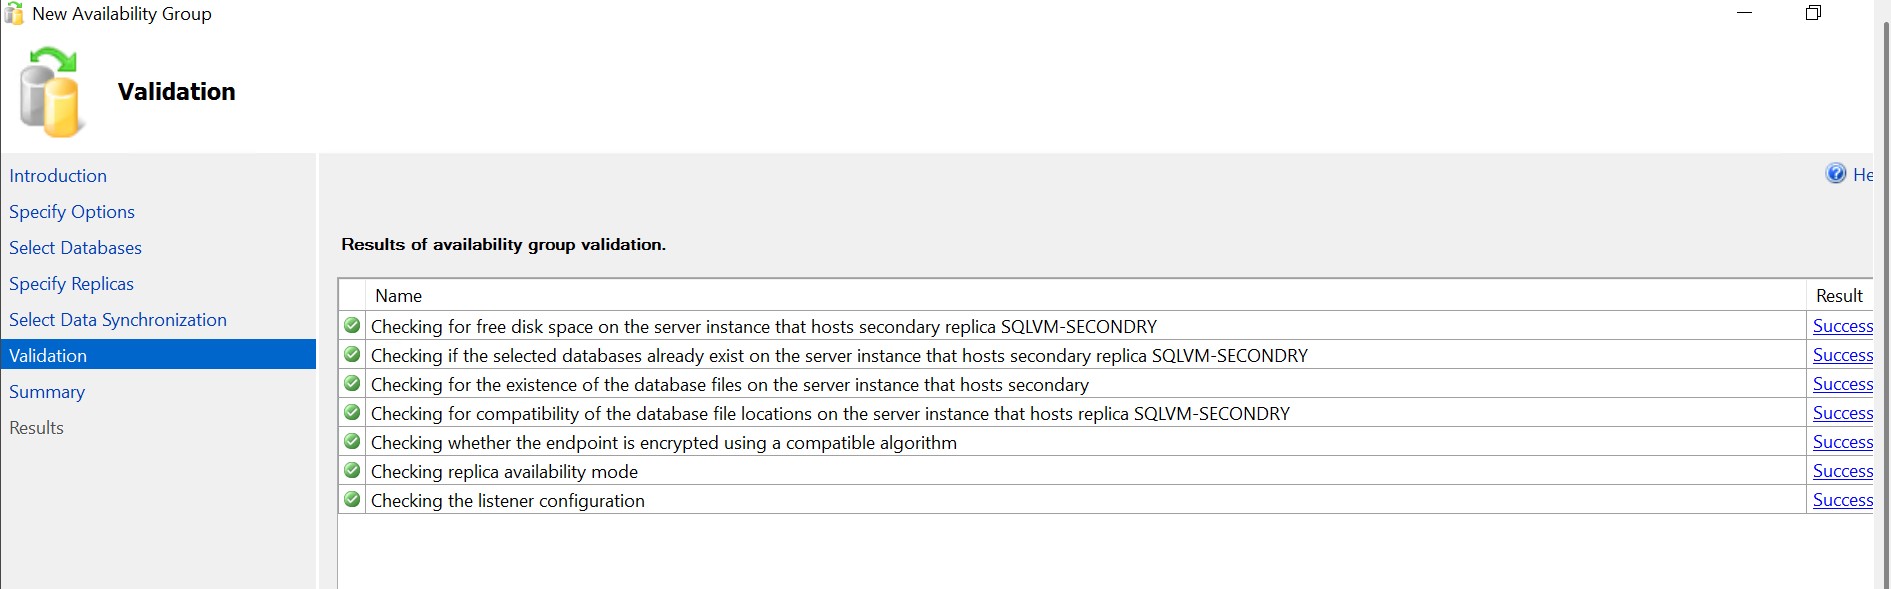 New Availability Group
Validation
Introduction
Specify Options
Select Databases
Specify Replicas
Select Data Synchronization
Validation
Summary
Results
He
Results of availability group validation.
Name Result
Checking for free disk space on the server instance that hosts secondary replica SQLVM-SECONDRY Success
Checking if the selected databases already exist on the server instance that hosts secondary replica SQLVM-SECONDRY Success
Checking for the existence of the database files on the server instance that hosts secondary Success
Checking for compatibility of the database file locations on the server instance that hosts replica SQLVM-SECONDRY Success
Checking whether the endpoint is encrypted using a compatible algorithm Success
Checking replica availability mode Success
Checking the listener configuration Success